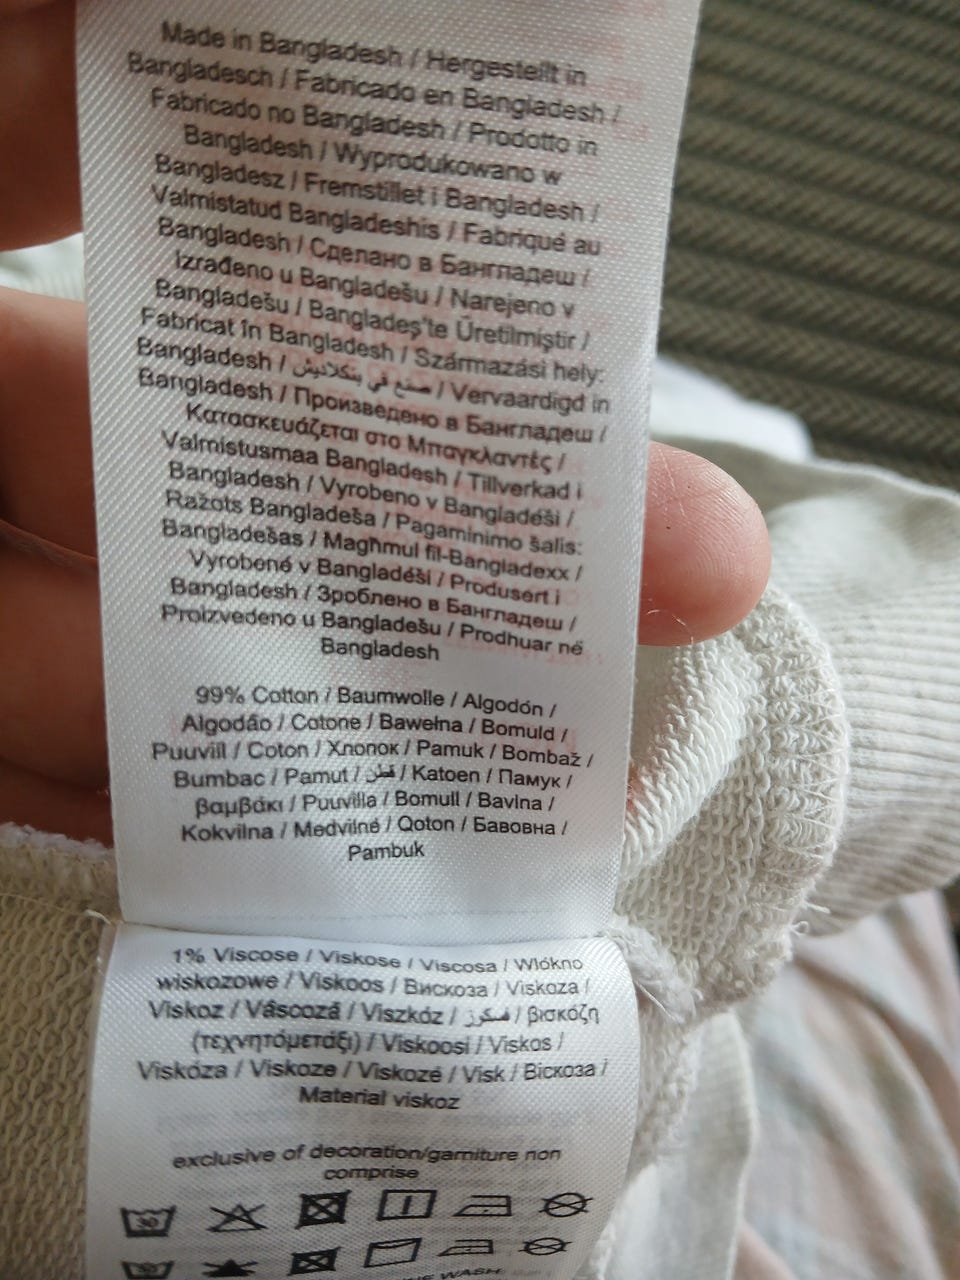 Made in Bangladesh / Hergestellt in
Bangladesch / Fabricado en Bangladesh /
Fabricado no Bangladesh / Prodotto in
Bangladesh / Wyprodukowano w
Bangladesz / Fremstillet i Bangladesh /
Valmistatud Bangladeshis / Fabriqué au
Bangladesh / Сделано в Бангладеш /
Izrađeno u Bangladešu / Narejeno v
Bangladešu / Bangladeş'te Üretilmiştir /
Fabricat în Bangladesh / Származási hely:
Bangladesh / صنع في بنكلاديش / Vervaardigd in
Bangladesh / Произведено в Бангладеш /
Κατασκευάζεται στο Μπαγκλαντές /
Valmistusmaa Bangladesh / Tillverkad i
Bangladesh / Vyrobeno v Bangladéši /
Ražots Bangladeša / Pagaminimo šalis:
Bangladešas / Magħmul fil-Bangladexx /
Vyrobené v Bangladéši / Produsert i
Bangladesh / Зроблено в Бангладеш /
Proizvedeno u Bangladešu / Prodhuar në
Bangladesh
99% Cotton / Baumwolle / Algodón /
Algodão / Cotone / Bawełna / Bomuld /
Puuvill / Coton / Хлопок / Pamuk / Bombaž /
Bumbac / Pamut / قطن / Katoen / Памук /
βαμβάκι / Puuvilla / Bomull / Bavlna /
Kokvilna / Medvilnė / Qoton / Бавовна /
Pambuk
1% Viscose / Viskose / Viscosa / Włókno
wiskozowe / Viskoos / Вискоза / Viskoza /
Viskoz / Vâscoză / Viszkóz / فسكوز / βισκόζη
(τεχνητόμετάξι) / Viskoosi / Viskos /
Viskóza / Viskoze / Viskozė / Visk / Віскоза /
Material viskoz
exclusive of decoration/garniture non
comprise
30
30
WASH